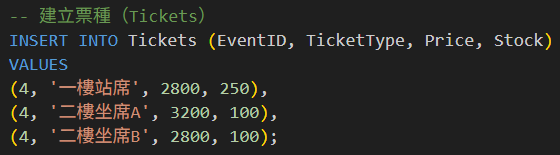 -- 建立票種（Tickets）
INSERT INTO Tickets (EventID, TicketType, Price, Stock)
VALUES
(4, '一樓站席', 2800, 250),
(4, '二樓坐席A', 3200, 100),
(4, '二樓坐席B', 2800, 100);